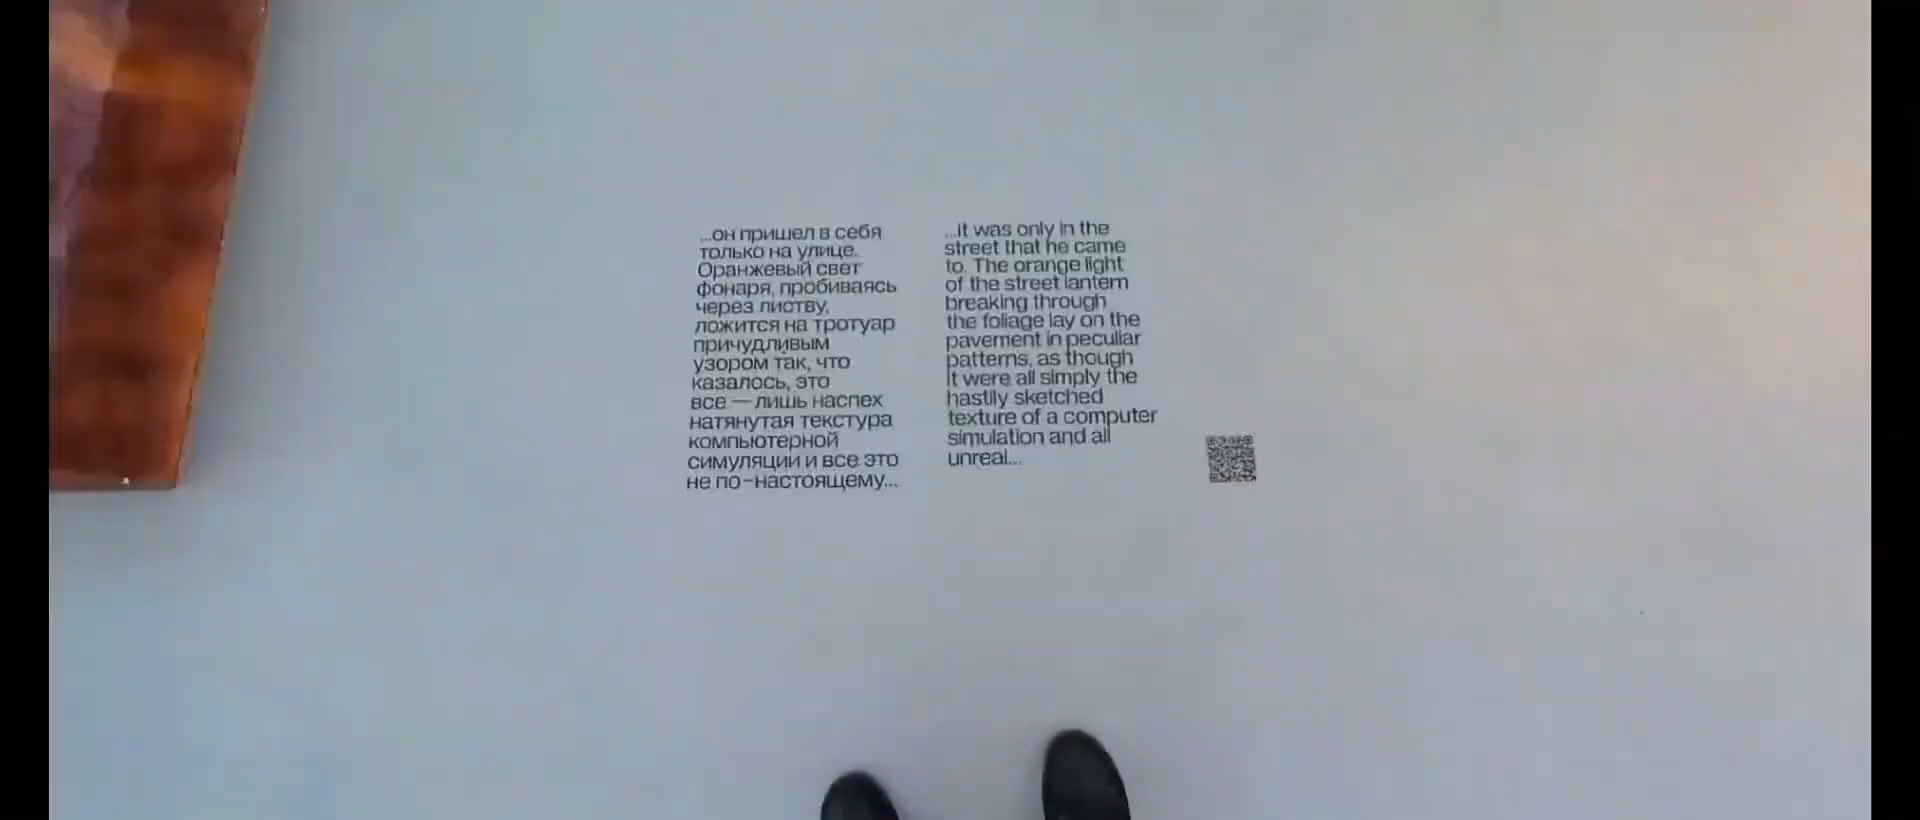 ...он пришел в себя
только на улице.
Оранжевый свет
фонаря, пробиваясь
через листву,
ложится на тротуар
причудливым
узором так, что
казалось, это
все — лишь наспех
натянутая текстура
компьютерной
симуляции и все это
не по-настоящему...
...it was only in the
street that he came
to. The orange light
of the street lantern
breaking through
the foliage lay on the
pavement in peculiar
patterns, as though
it were all simply the
hastily sketched
texture of a computer
simulation and all
unreal...